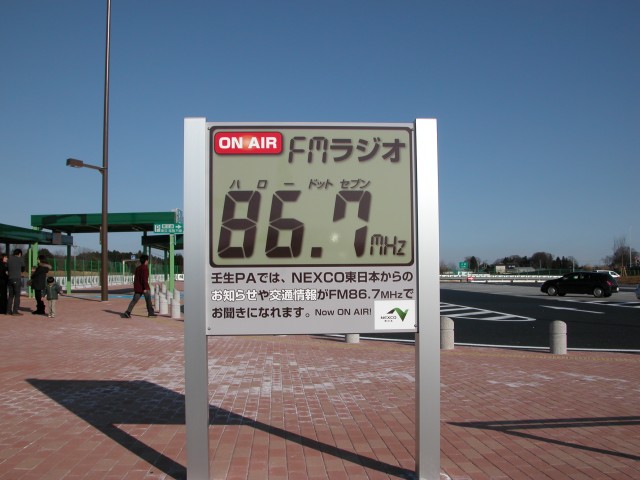 ON AIR FMラジオ
ハロー ドット セブン
86.7MHz
壬生PAでは、NEXCO東日本からの
お知らせや交通情報がFM86.7MHzで
お聞きになれます。Now ON AIR!
NEXCO